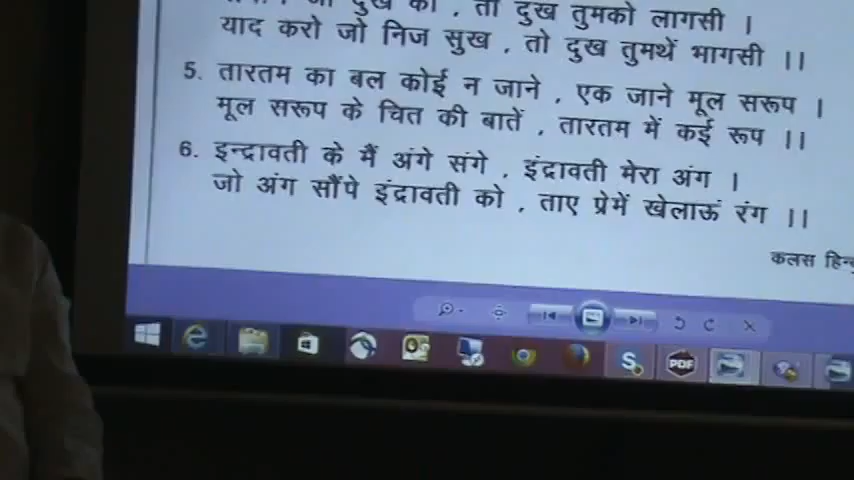 दुख का , तो दुख तुमको लागसी ।
याद करो जो निज सुख , तो दुख तुमथें भागसी ।।
5. तारतम का बल कोई न जाने , एक जाने मूल सरूप ।
मूल सरूप के चित की बातें , तारतम में कई रूप ।।
6. इन्द्रावती के मैं अंगे संगे , इंद्रावती मेरा अंग ।
जो अंग सौंपे इंद्रावती को , ताए प्रेमें खेलाऊं रंग ।।
कलस
PDF